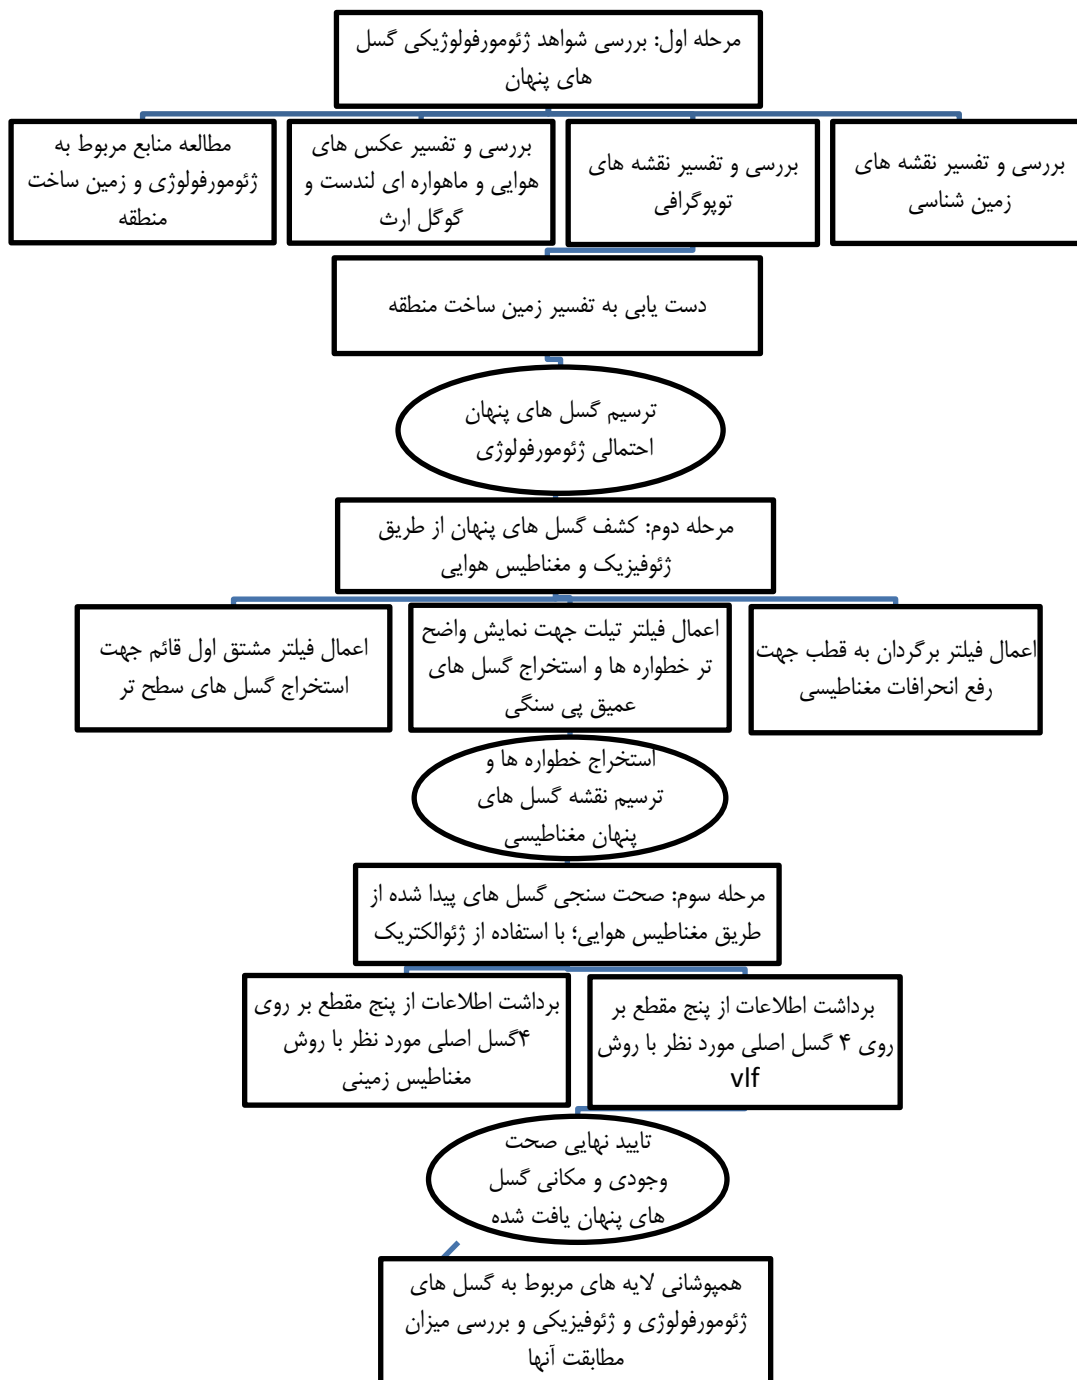 مرحله اول: بررسی شواهد ژئومورفولوژیکی گسل
های پنهان
بررسی و تفسیر نقشه های
زمین شناسی
بررسی و تفسیر نقشه های
توپوگرافی
بررسی و تفسیر عکس های
هوایی و ماهواره ای لندست و
گوگل ارث
مطالعه منابع مربوط به
ژئومورفولوژی و زمین ساخت
منطقه
دست یابی به تفسیر زمین ساخت منطقه
ترسیم گسل های پنهان
احتمالی ژئومورفولوژی
مرحله دوم: کشف گسل های پنهان از طریق
ژئوفیزیک و مغناطیس هوایی
اعمال فیلتر برگردان به قطب جهت
رفع انحرافات مغناطیسی
اعمال فیلتر تیلت جهت نمایش واضح
تر خطواره ها و استخراج گسل های
عمیق پی سنگی
اعمال فیلتر مشتق اول قائم جهت
استخراج گسل های سطح تر
استخراج خطواره ها و
ترسیم نقشه گسل های
پنهان مغناطیسی
مرحله سوم: صحت سنجی گسل های پیدا شده از
طریق مغناطیس هوایی؛ با استفاده از ژئوالکتریک
برداشت اطلاعات از پنج مقطع بر
روی ۴ گسل اصلی مورد نظر با روش
vlf
برداشت اطلاعات از پنج مقطع بر روی
۴گسل اصلی مورد نظر با روش
مغناطیس زمینی
تایید نهایی صحت
وجودی و مکانی گسل
های پنهان یافت شده
همپوشانی لایه های مربوط به گسل های
ژئومورفولوژی و ژئوفیزیکی و بررسی میزان
مطابقت آنها